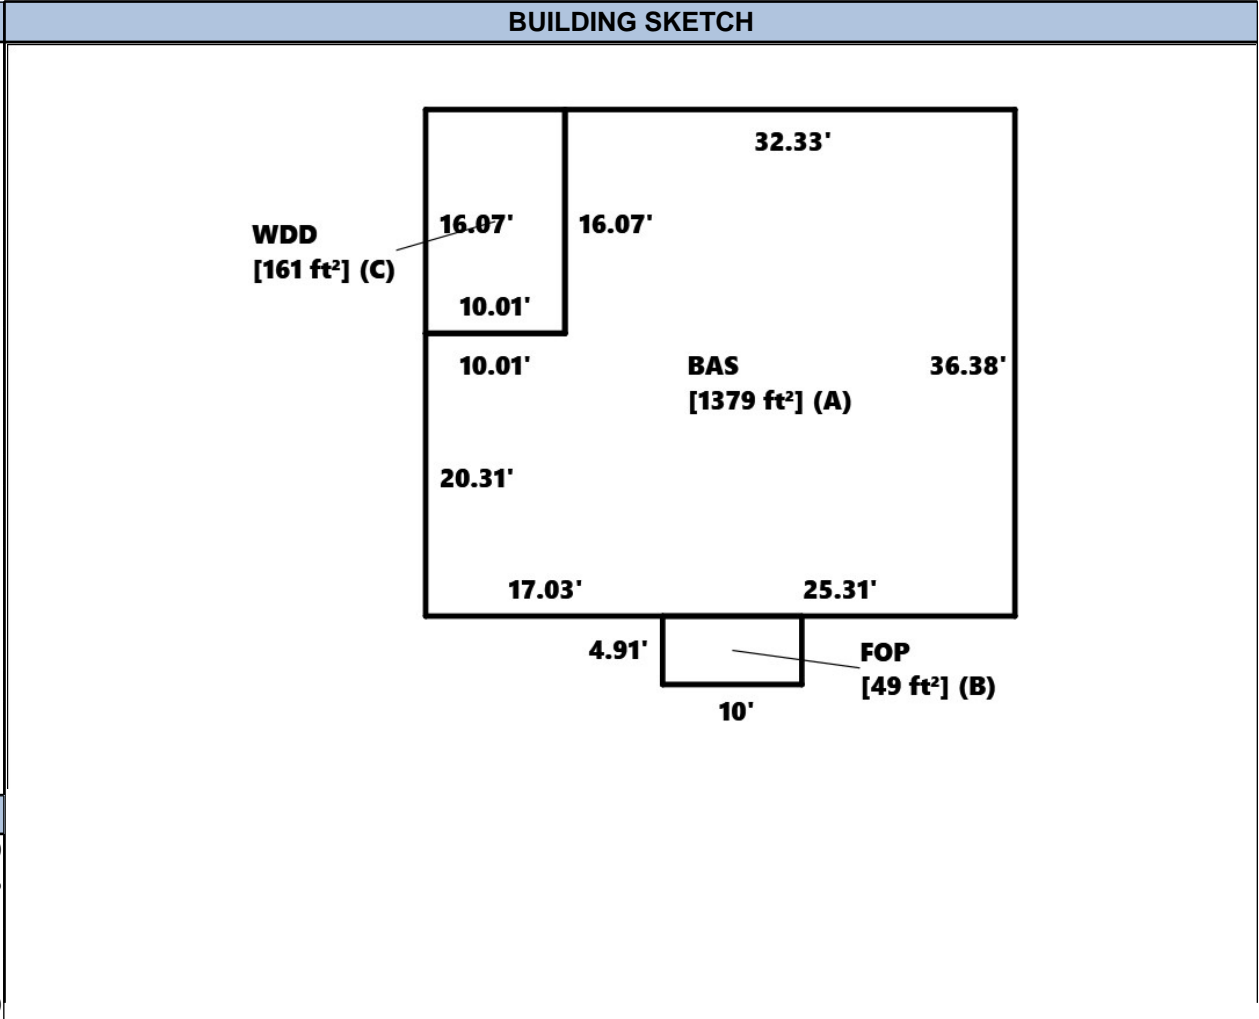 BUILDING SKETCH
32.33'
WDD
[161 ft²] (C)
16.07'
16.07'
10.01'
10.01'
BAS
[1379 ft²] (A)
36.38'
20.31'
17.03'
25.31'
4.91'
FOP
[49 ft²] (B)
10'